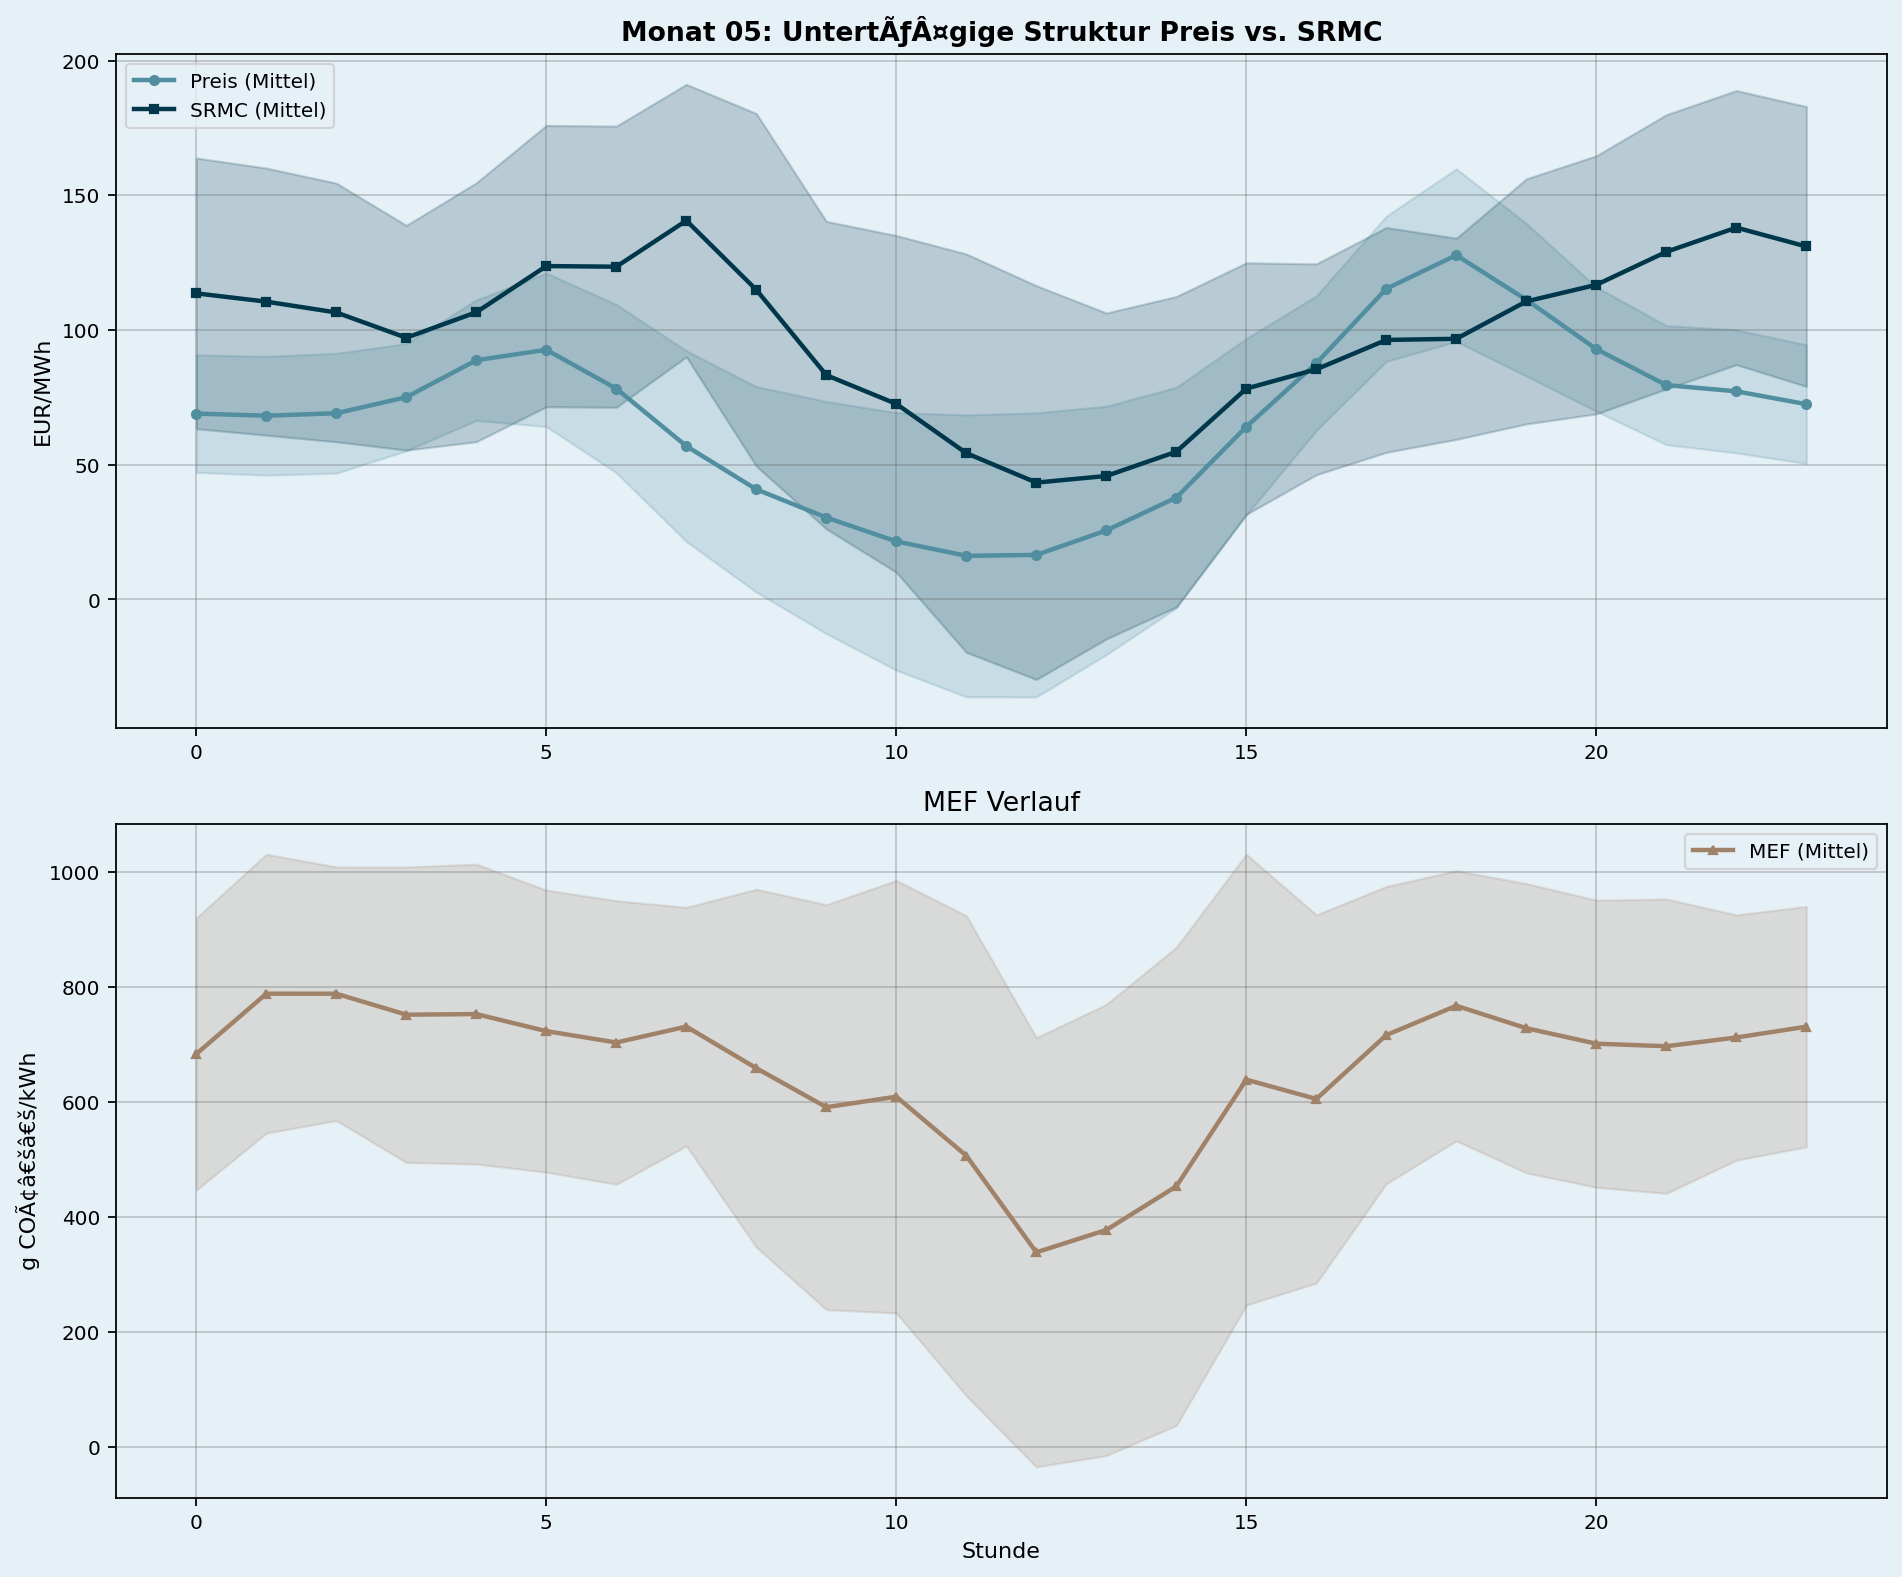 Monat 05: UntertÃƒÂ¤gige Struktur Preis vs. SRMC
Preis (Mittel)
SRMC (Mittel)
EUR/MWh
200
150
100
50
0
0 5 10 15 20
MEF Verlauf
MEF (Mittel)
g COÃ¢â€šâ€š/kWh
1000
800
600
400
200
0
0 5 10 15 20
Stunde